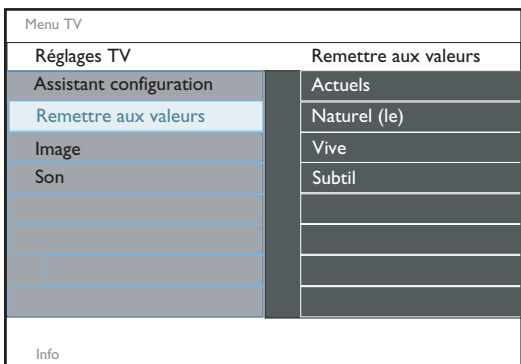 Menu TV
Réglages TV
Remettre aux valeurs
Assistant configuration
Actuels
Remettre aux valeurs
Naturel (le)
Image
Vive
Son
Subtil
Info